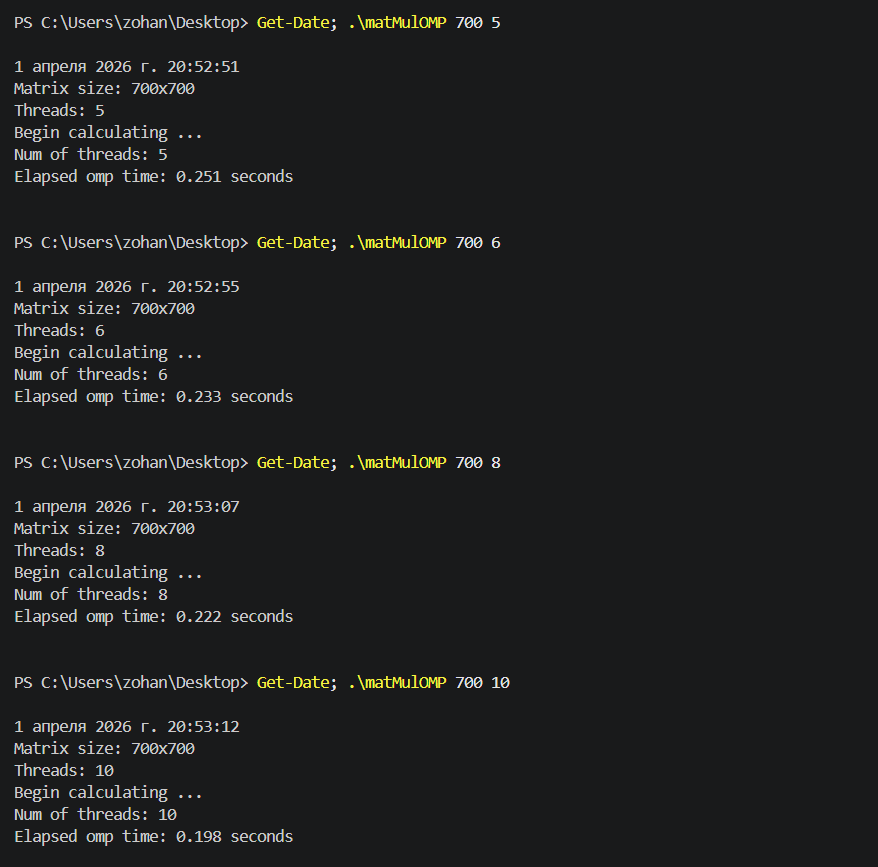 PS C:\Users\zohan\Desktop> Get-Date; .\matMulOMP 700 5
1 апреля 2026 г. 20:52:51
Matrix size: 700x700
Threads: 5
Begin calculating ...
Num of threads: 5
Elapsed omp time: 0.251 seconds
PS C:\Users\zohan\Desktop> Get-Date; .\matMulOMP 700 6
1 апреля 2026 г. 20:52:55
Matrix size: 700x700
Threads: 6
Begin calculating ...
Num of threads: 6
Elapsed omp time: 0.233 seconds
PS C:\Users\zohan\Desktop> Get-Date; .\matMulOMP 700 8
1 апреля 2026 г. 20:53:07
Matrix size: 700x700
Threads: 8
Begin calculating ...
Num of threads: 8
Elapsed omp time: 0.222 seconds
PS C:\Users\zohan\Desktop> Get-Date; .\matMulOMP 700 10
1 апреля 2026 г. 20:53:12
Matrix size: 700x700
Threads: 10
Begin calculating ...
Num of threads: 10
Elapsed omp time: 0.198 seconds